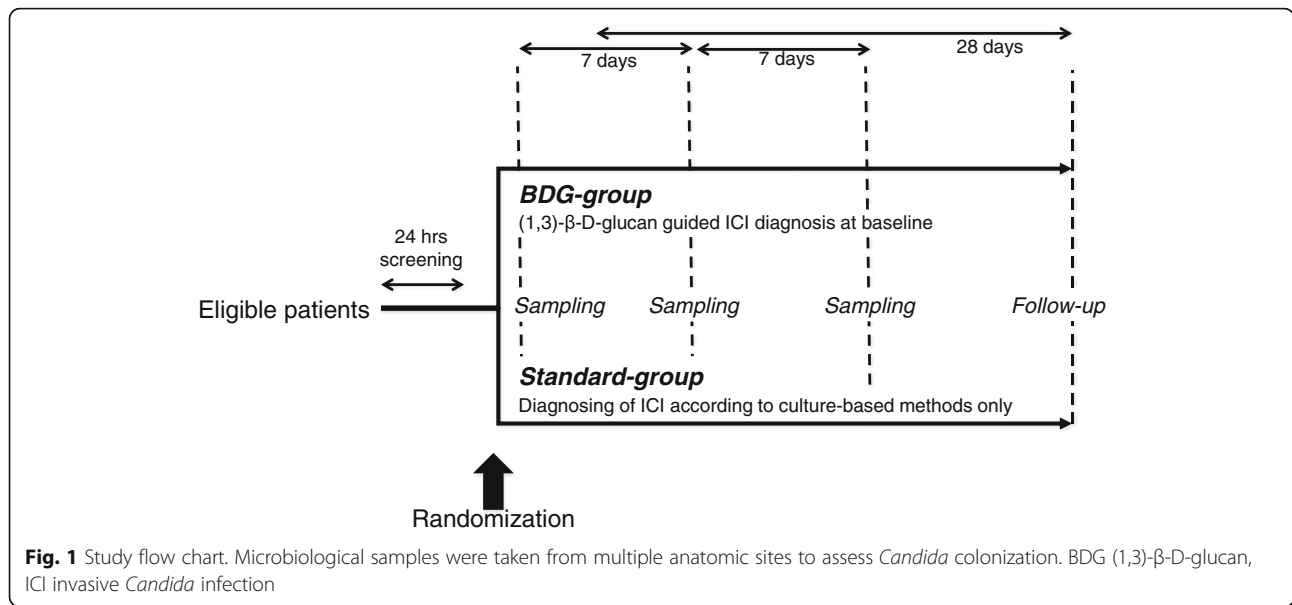 28 days
7 days
7 days
BDG-group
(1,3)-β-D-glucan guided ICI diagnosis at baseline
24 hrs
screening
Eligible patients
Sampling
Sampling
Sampling
Follow-up
Standard-group
Diagnosing of ICI according to culture-based methods only
Randomization
Fig. 1 Study flow chart. Microbiological samples were taken from multiple anatomic sites to assess Candida colonization. BDG (1,3)-β-D-glucan,
ICI invasive Candida infection